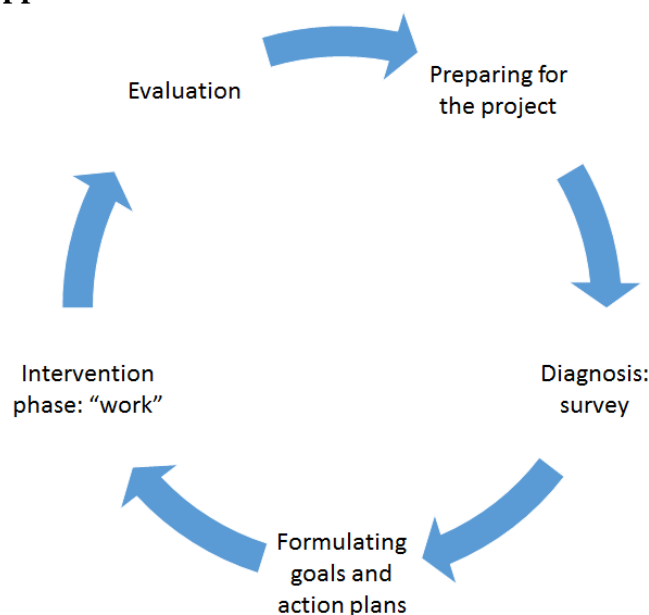 Evaluation
Preparing for
the project
Diagnosis:
survey
Formulating
goals and
action plans
Intervention
phase: “work”